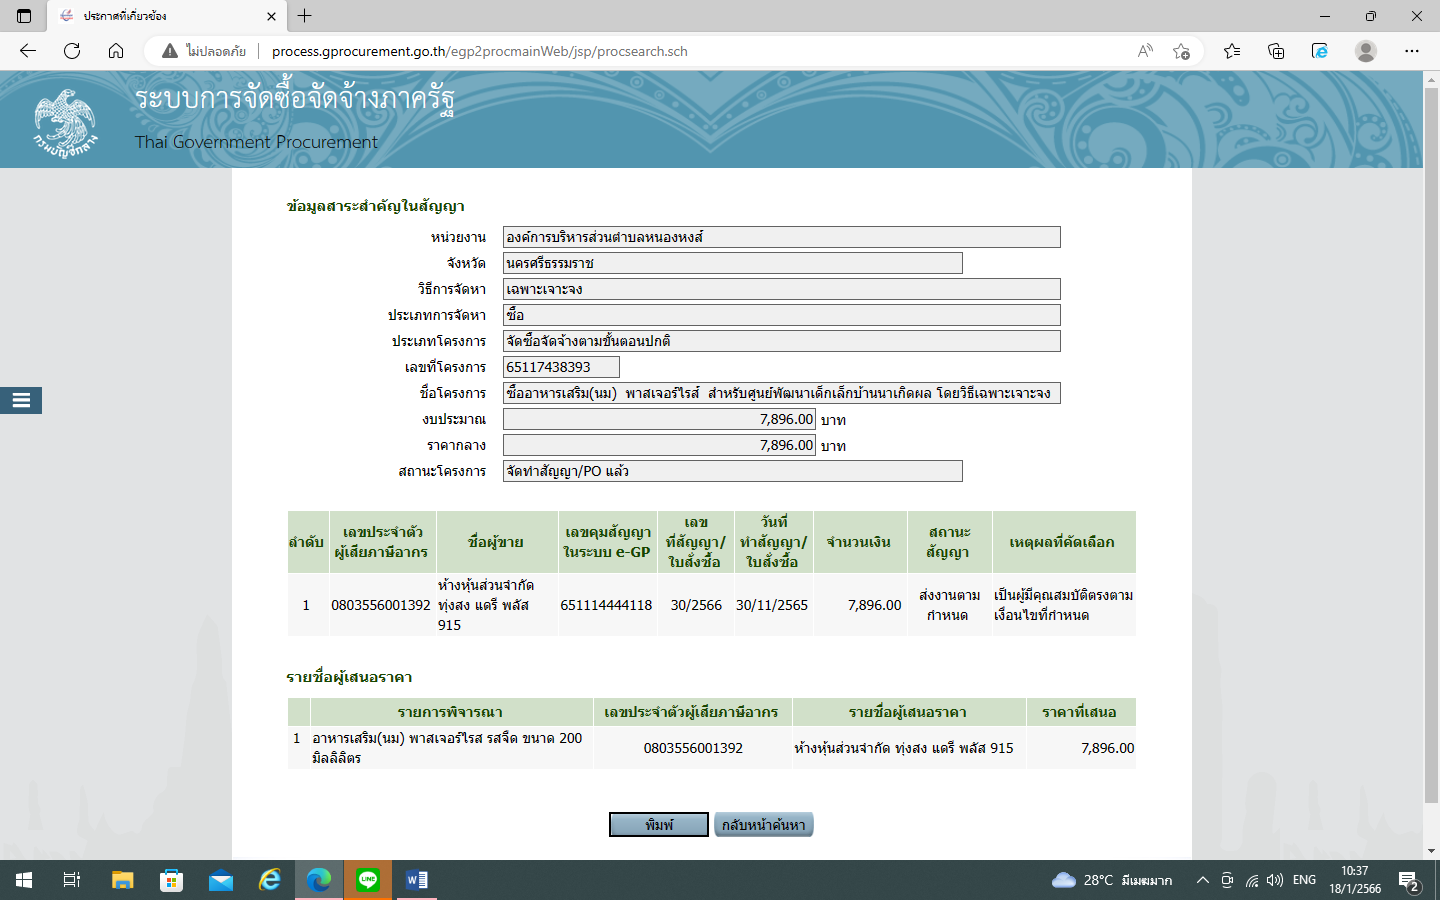 ประกาศที่เกี่ยวข้อง
ไม่ปลอดภัย
process.gprocurement.go.th/egp2procmainWeb/jsp/procsearch.sch
ระบบการจัดซื้อจัดจ้างภาครัฐ
Thai Government Procurement
กรมบัญชีกลาง
ข้อมูลสาระสำคัญในสัญญา
หน่วยงาน องค์การบริหารส่วนตำบลหนองหงส์
จังหวัด นครศรีธรรมราช
วิธีการจัดหา เฉพาะเจาะจง
ประเภทการจัดหา ซื้อ
ประเภทโครงการ จัดซื้อจัดจ้างตามขั้นตอนปกติ
เลขที่โครงการ 65117438393
ชื่อโครงการ ซื้ออาหารเสริม(นม) พาสเจอร์ไรส์ สำหรับศูนย์พัฒนาเด็กเล็กบ้านนาเกิดผล โดยวิธีเฉพาะเจาะจง
งบประมาณ 7,896.00 บาท
ราคากลาง 7,896.00 บาท
สถานะโครงการ จัดทำสัญญา/PO แล้ว
ลำดับ เลขประจำตัวผู้เสียภาษีอากร ชื่อผู้ขาย เลขคุมสัญญาในระบบ e-GP เลขที่สัญญา/ใบสั่งซื้อ วันที่ทำสัญญา/ใบสั่งซื้อ จำนวนเงิน สถานะสัญญา เหตุผลที่คัดเลือก
1 0803556001392 ห้างหุ้นส่วนจำกัด ทุ่งสง แดรี่ พลัส 915 651114444118 30/2566 30/11/2565 7,896.00 ส่งงานตามกำหนด เป็นผู้มีคุณสมบัติตรงตามเงื่อนไขที่กำหนด
รายชื่อผู้เสนอราคา
รายการพิจารณา เลขประจำตัวผู้เสียภาษีอากร รายชื่อผู้เสนอราคา ราคาที่เสนอ
1 อาหารเสริม(นม) พาสเจอร์ไรส รสจืด ขนาด 200 มิลลิลิตร 0803556001392 ห้างหุ้นส่วนจำกัด ทุ่งสง แดรี่ พลัส 915 7,896.00
พิมพ์ กลับหน้าค้นหา
28°C มีเมฆมาก ENG 10:37
18/1/2566 2
LINE